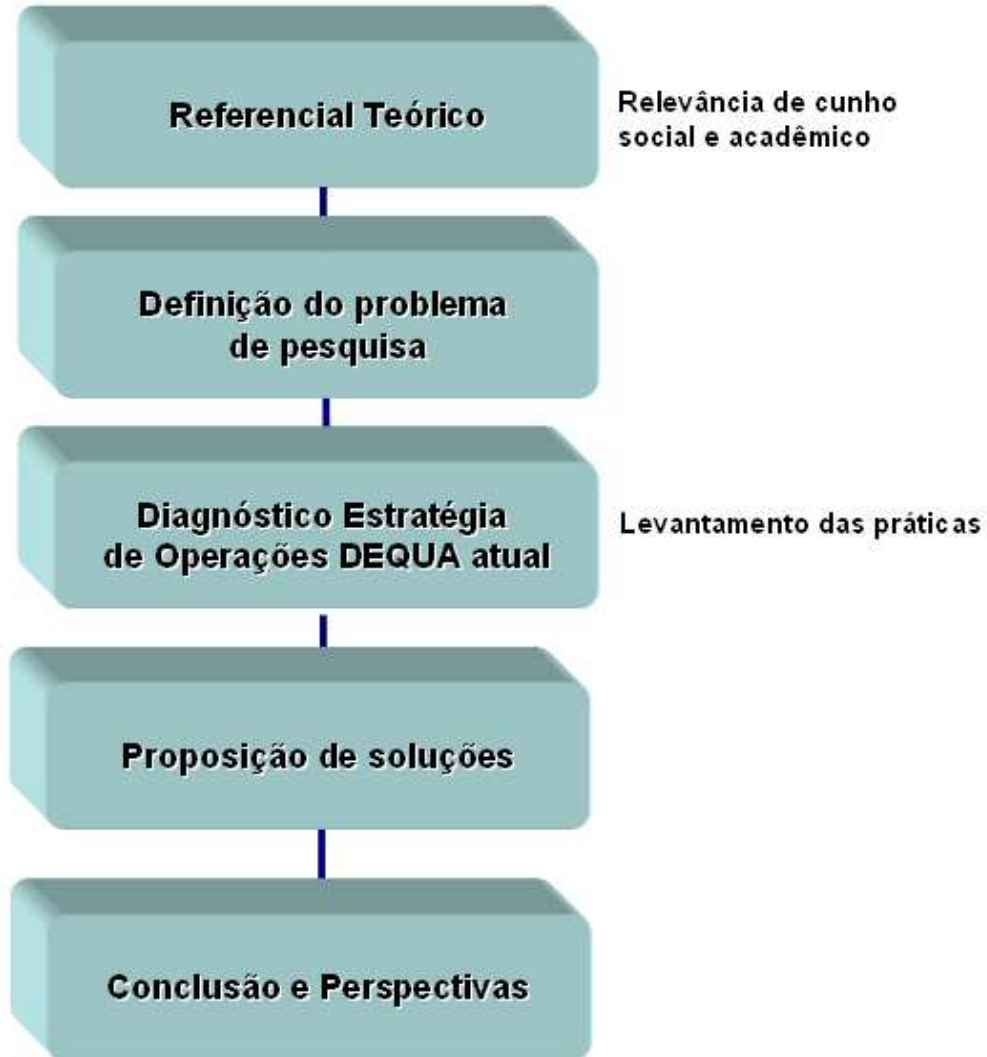 Referencial Teórico
Relevância de cunho
social e acadêmico
Definição do problema
de pesquisa
Diagnóstico Estratégia
de Operações DEQUA atual
Levantamento das práticas
Proposição de soluções
Conclusão e Perspectivas